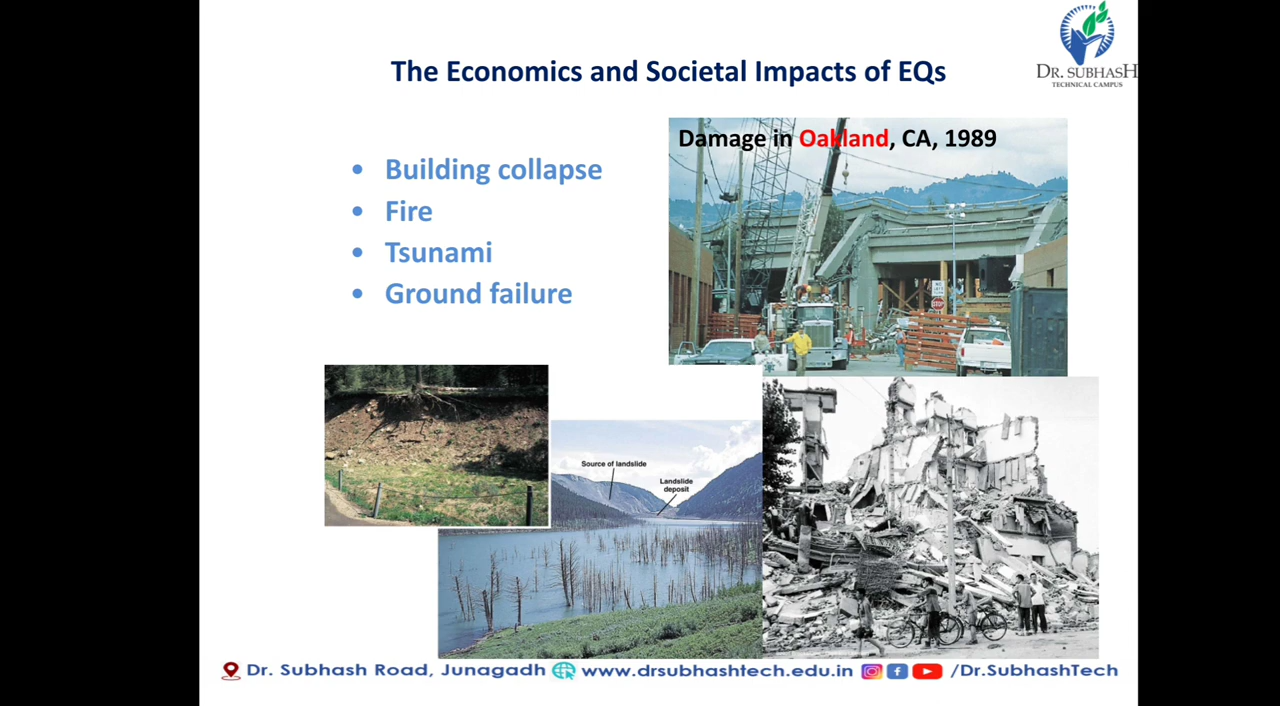 DR. SUBHASH
TECHNICAL CAMPUS
The Economics and Societal Impacts of EQs
Damage in Oakland, CA, 1989
• Building collapse
• Fire
• Tsunami
• Ground failure
Source of landslide
Landslide
deposit
Dr. Subhash Road, Junagadh www.drsubhashtech.edu.in /Dr.SubhashTech